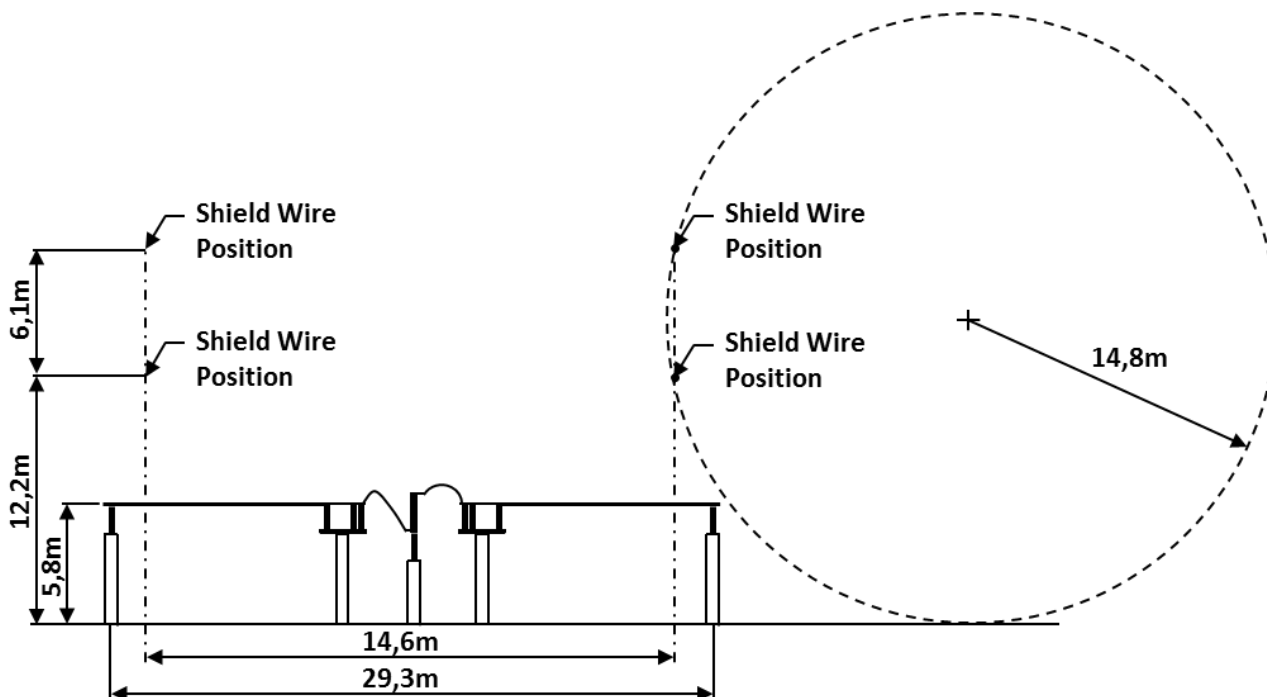 Shield Wire
Position
Shield Wire
Position
6,1m
Shield Wire
Position
Shield Wire
Position
14,8m
12,2m
5,8m
14,6m
29,3m